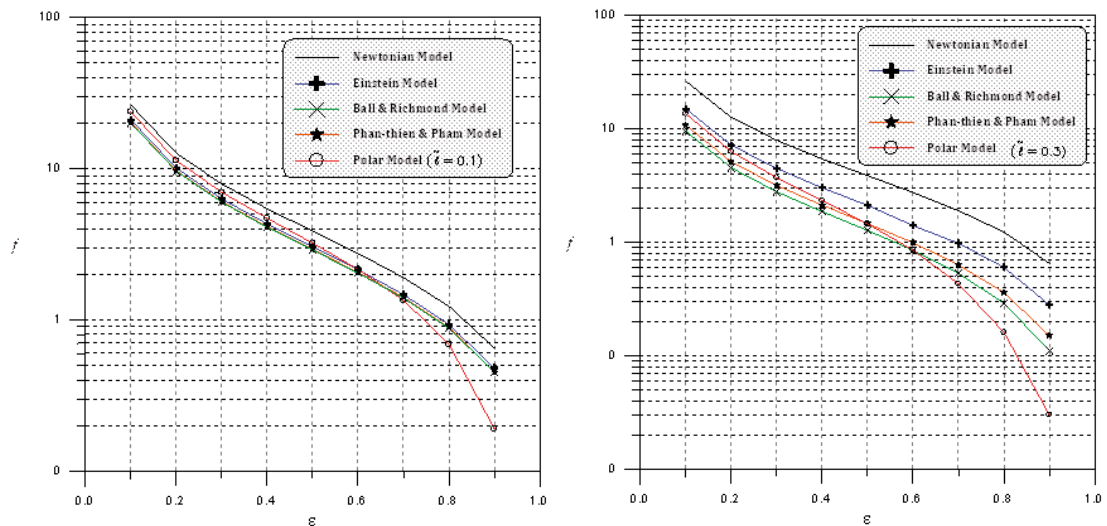 100
10
1
0
f
Newtonian Model
Einstein Model
Ball & Richmond Model
Phan-thien & Pham Model
Polar Model (ℓ̃ = 0.1)
0.0 0.2 0.4 0.6 0.8 1.0
ε
100
10
1
0
0
f
Newtonian Model
Einstein Model
Ball & Richmond Model
Phan-thien & Pham Model
Polar Model (ℓ̃ = 0.3)
0.0 0.2 0.4 0.6 0.8 1.0
ε